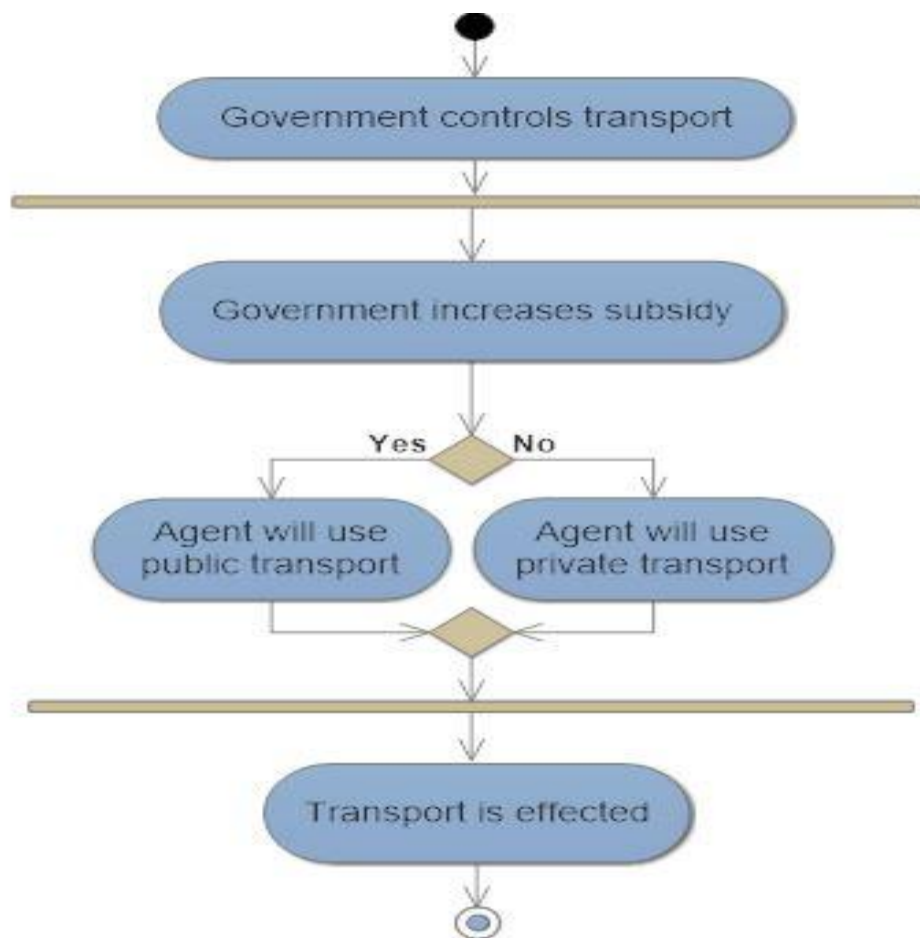 Government controls transport
Government increases subsidy
Yes No
Agent will use
public transport
Agent will use
private transport
Transport is effected